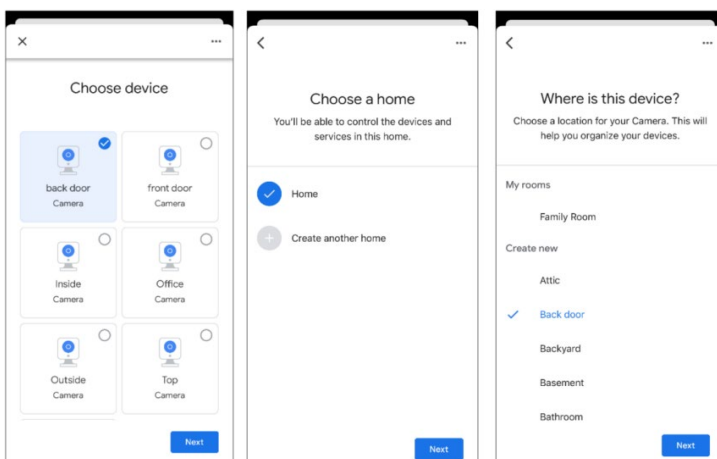 Choose device
back door
Camera
front door
Camera
Inside
Camera
Office
Camera
Outside
Camera
Top
Camera
Next
Choose a home
You'll be able to control the devices and
services in this home.
Home
Create another home
Next
Where is this device?
Choose a location for your Camera. This will
help you organize your devices.
My rooms
Family Room
Create new
Attic
Back door
Backyard
Basement
Bathroom
Next